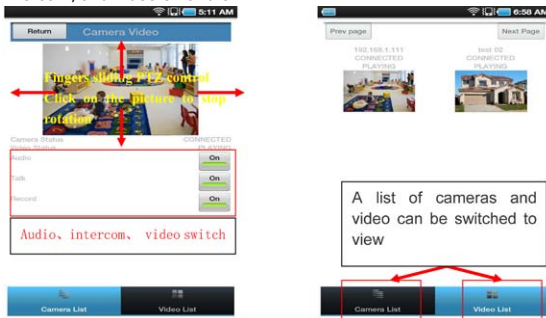 5:11 AM
Return
Camera Video
Fingers sliding PTZ control
Click on the picture to stop
rotation
Camera Status
CONNECTED
Video Status
PLAYING
Audio
On
Talk
On
Record
On
Audio、intercom、 video switch
Camera List
Video List
6:58 AM
Prev page
Next Page
192.168.1.111
CONNECTED
PLAYING
test 02
CONNECTED
PLAYING
A list of cameras and
video can be switched to
view
Camera List
Video List